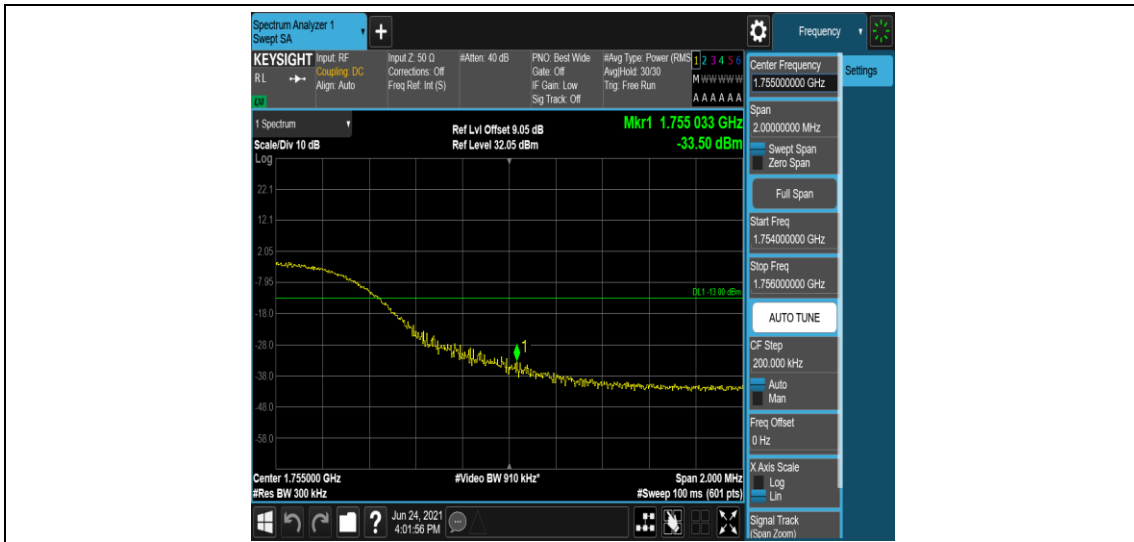 Spectrum Analyzer 1
Swept SA
Frequency
KEYSIGHT
RL
LXI
Input: RF
Coupling: DC
Align: Auto
Input Z: 50 Ω
Corrections: Off
Freq Ref: Int (S)
#Atten: 40 dB
PNO: Best Wide
Gate: Off
IF Gain: Low
Sig Track: Off
#Avg Type: Power (RMS
Avg|Hold: 30/30
Trig: Free Run
1 2 3 4 5 6
M W W W W W
A A A A A A
1 Spectrum
Scale/Div 10 dB
Ref Lvl Offset 9.05 dB
Ref Level 32.05 dBm
Mkr1 1.755 033 GHz
-33.50 dBm
Log
22.1
12.1
2.05
-7.95
DL1 -13.00 dBm
-18.0
-28.0
1
-38.0
-48.0
-58.0
Center 1.755000 GHz
#Res BW 300 kHz
#Video BW 910 kHz*
Span 2.000 MHz
#Sweep 100 ms (601 pts)
Jun 24, 2021
4:01:56 PM
Center Frequency
1.755000000 GHz
Settings
Span
2.00000000 MHz
Swept Span
Zero Span
Full Span
Start Freq
1.754000000 GHz
Stop Freq
1.756000000 GHz
AUTO TUNE
CF Step
200.000 kHz
Auto
Man
Freq Offset
0 Hz
X Axis Scale
Log
Lin
Signal Track
(Span Zoom)